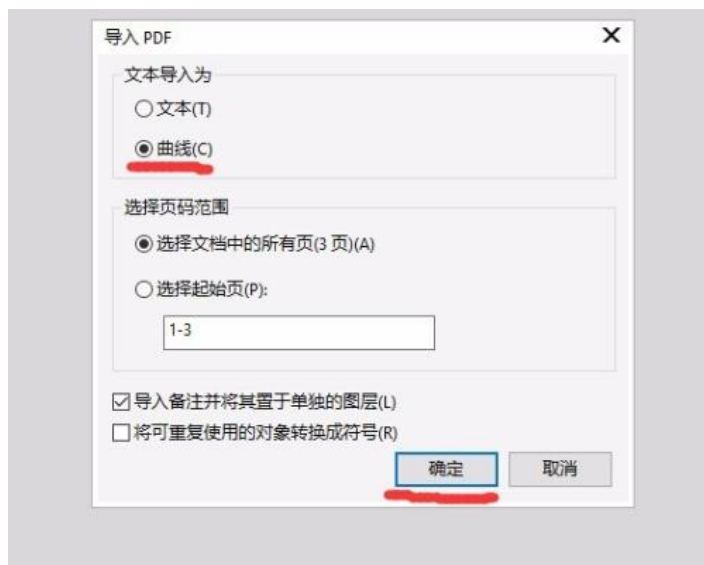 导入 PDF
文本导入为
文本(T)
曲线(C)
选择页码范围
选择文档中的所有页(3 页)(A)
选择起始页(P):
1-3
导入备注并将其置于单独的图层(L)
将可重复使用的对象转换成符号(R)
确定 取消